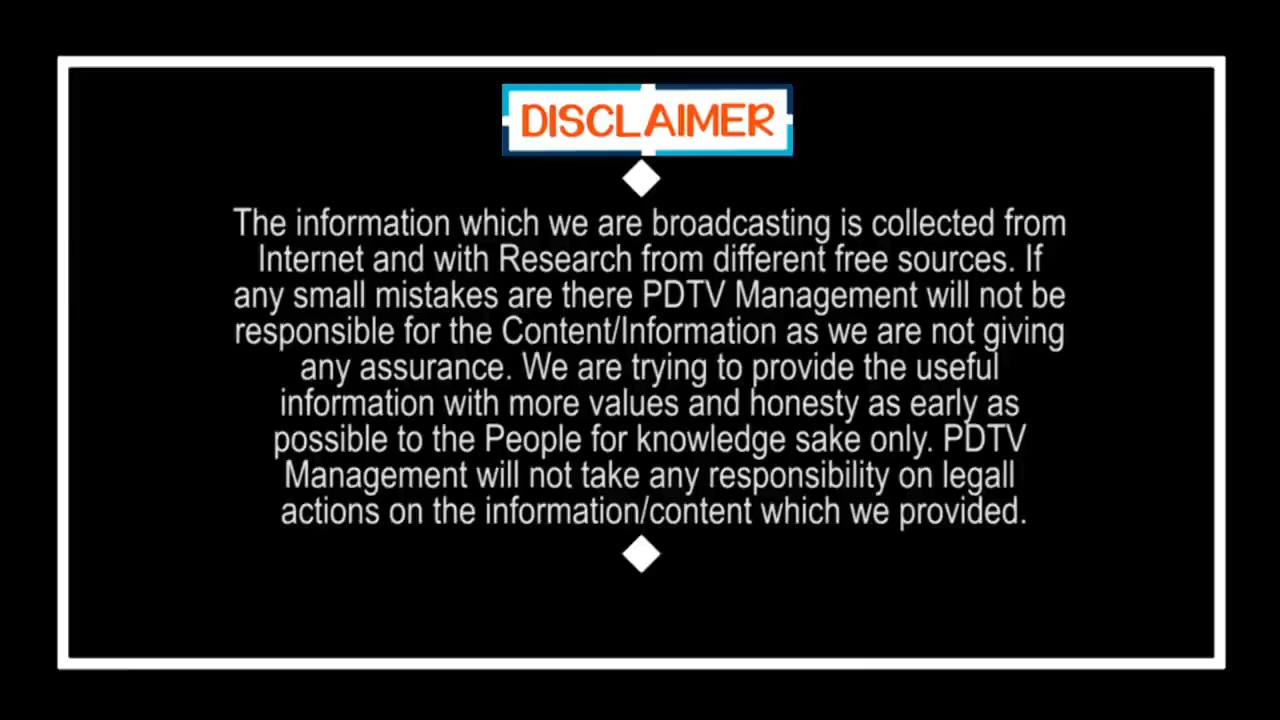 DISCLAIMER
The information which we are broadcasting is collected from
Internet and with Research from different free sources. If
any small mistakes are there PDTV Management will not be
responsible for the Content/Information as we are not giving
any assurance. We are trying to provide the useful
information with more values and honesty as early as
possible to the People for knowledge sake only. PDTV
Management will not take any responsibility on legall
actions on the information/content which we provided.